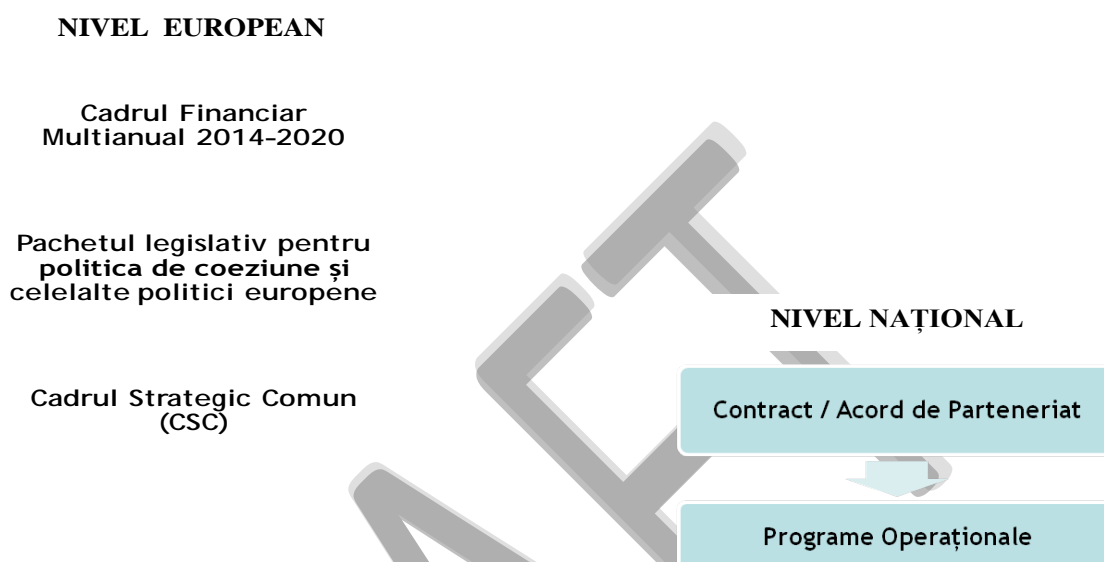 NIVEL EUROPEAN
Cadrul Financiar
Multianual 2014-2020
Pachetul legislativ pentru
politica de coeziune și
celelalte politici europene
Cadrul Strategic Comun
(CSC)
NIVEL NAȚIONAL
Contract / Acord de Parteneriat
Programe Operaționale